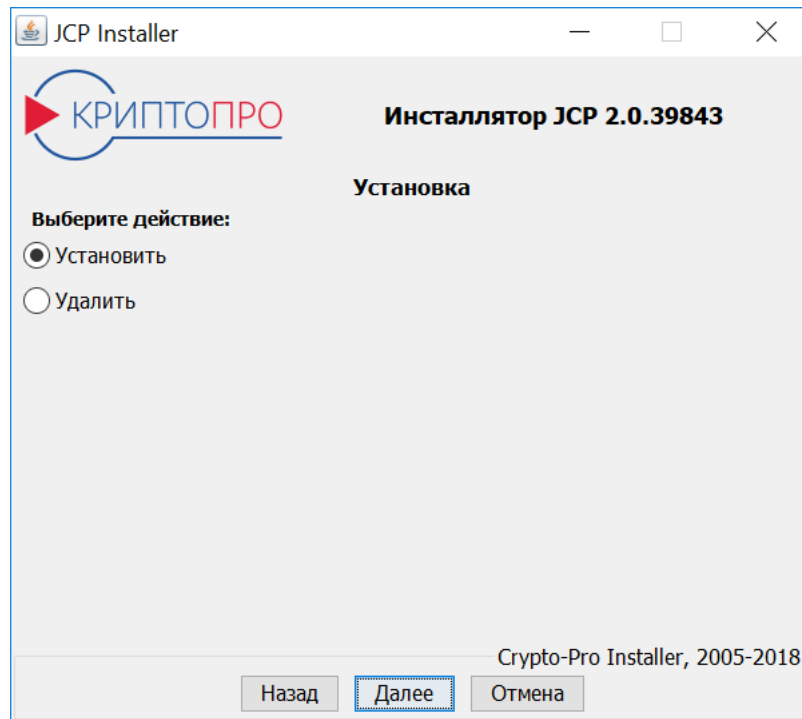 JCP Installer
КРИПТОПРО
Инсталлятор JCP 2.0.39843
Установка
Выберите действие:
Установить
Удалить
Crypto-Pro Installer, 2005-2018
Назад
Далее
Отмена